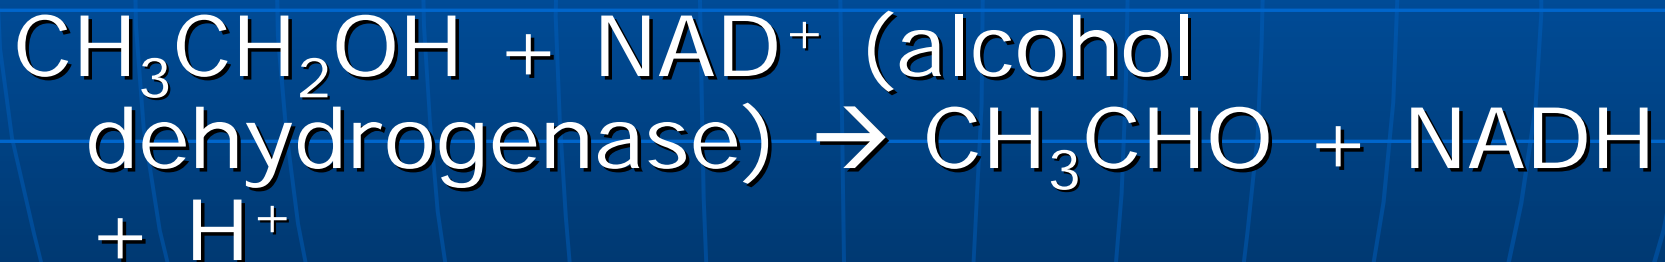 CH₃CH₂OH + NAD⁺ (alcohol
dehydrogenase) → CH₃CHO + NADH
+ H⁺